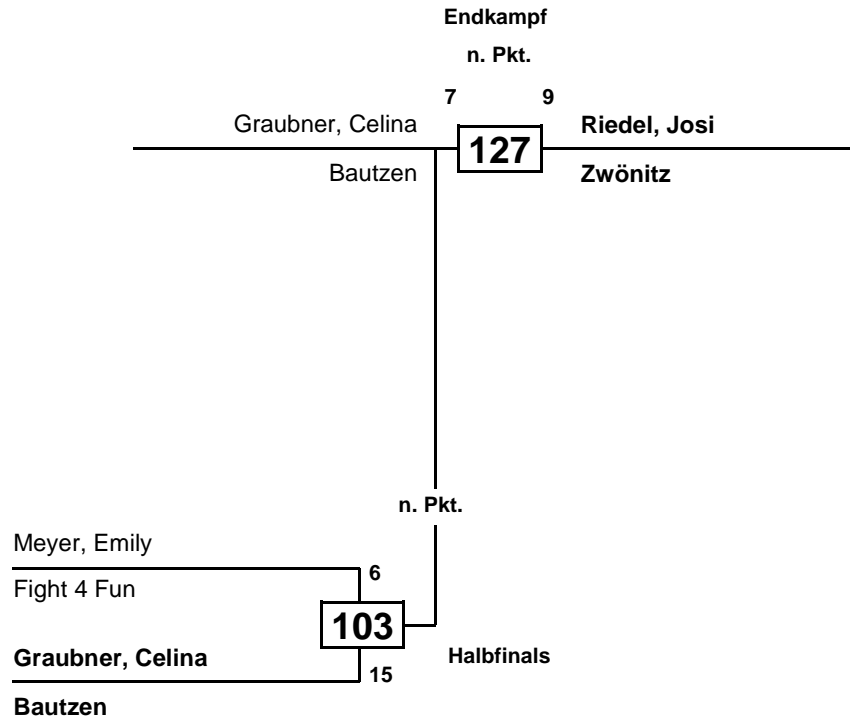 Endkampf
n. Pkt.
7 9
Graubner, Celina 127 Riedel, Josi
Bautzen Zwönitz
n. Pkt.
Meyer, Emily
6
Fight 4 Fun
103
Graubner, Celina Halbfinals
15
Bautzen